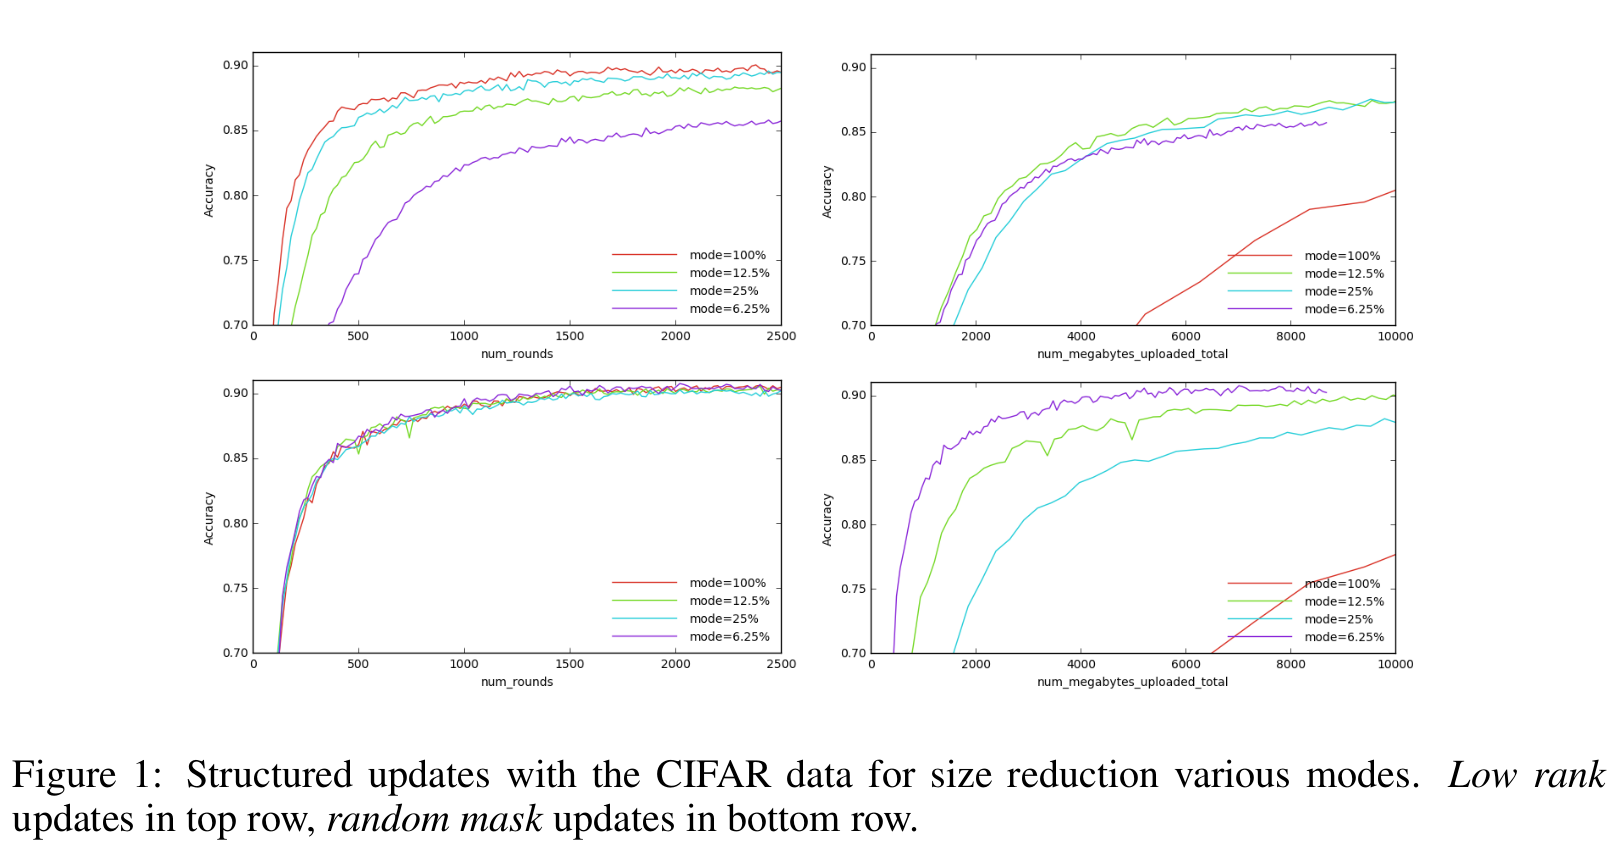 0.90
0.85
0.80
0.75
0.70
Accuracy
0 500 1000 1500 2000 2500
num_rounds
mode=100%
mode=12.5%
mode=25%
mode=6.25%
0.90
0.85
0.80
0.75
0.70
Accuracy
0 2000 4000 6000 8000 10000
num_megabytes_uploaded_total
mode=100%
mode=12.5%
mode=25%
mode=6.25%
0.90
0.85
0.80
0.75
0.70
Accuracy
0 500 1000 1500 2000 2500
num_rounds
mode=100%
mode=12.5%
mode=25%
mode=6.25%
0.90
0.85
0.80
0.75
0.70
Accuracy
0 2000 4000 6000 8000 10000
num_megabytes_uploaded_total
mode=100%
mode=12.5%
mode=25%
mode=6.25%
Figure 1: Structured updates with the CIFAR data for size reduction various modes. Low rank
updates in top row, random mask updates in bottom row.